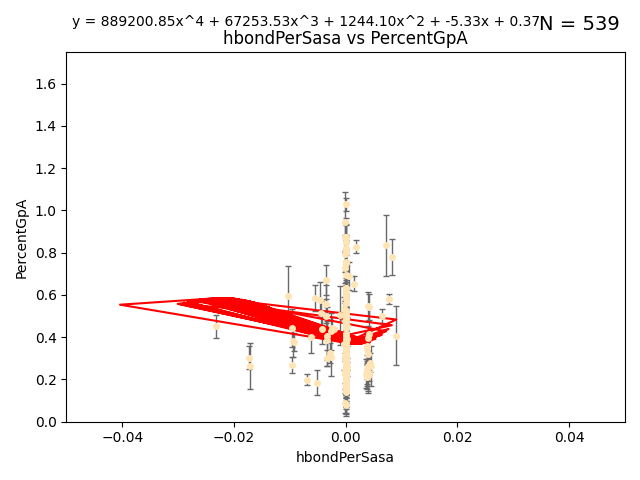 y = 889200.85x^4 + 67253.53x^3 + 1244.10x^2 + -5.33x + 0.37
N = 539
hbondPerSasa vs PercentGpA
1.6
1.4
1.2
1.0
0.8
0.6
0.4
0.2
0.0
PercentGpA
−0.04 −0.02 0.00 0.02 0.04
hbondPerSasa